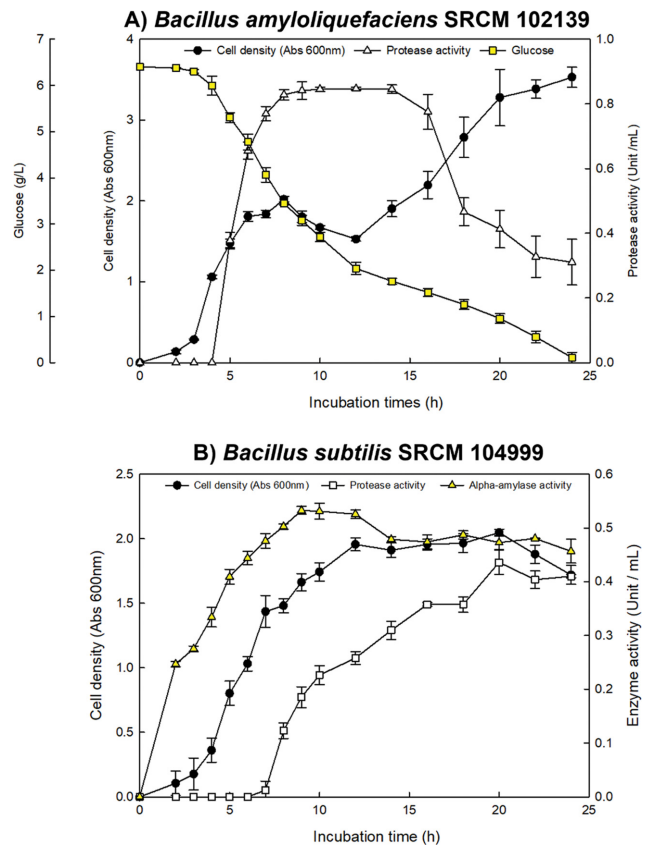 A) Bacillus amyloliquefaciens SRCM 102139
Cell density (Abs 600nm) Protease activity Glucose
7
6
5
4
3
2
1
0
Glucose (g/L)
4
3
2
1
0
Cell density (Abs 600nm)
1.0
0.8
0.6
0.4
0.2
0.0
Protease activity (Unit /mL)
0 5 10 15 20 25
Incubation times (h)
B) Bacillus subtilis SRCM 104999
Cell density (Abs 600nm) Protease activity Alpha-amylase activity
2.5
2.0
1.5
1.0
0.5
0.0
Cell density (Abs 600nm)
0.6
0.5
0.4
0.3
0.2
0.1
0.0
Enzyme activity (Unit / mL)
0 5 10 15 20 25
Incubation time (h)